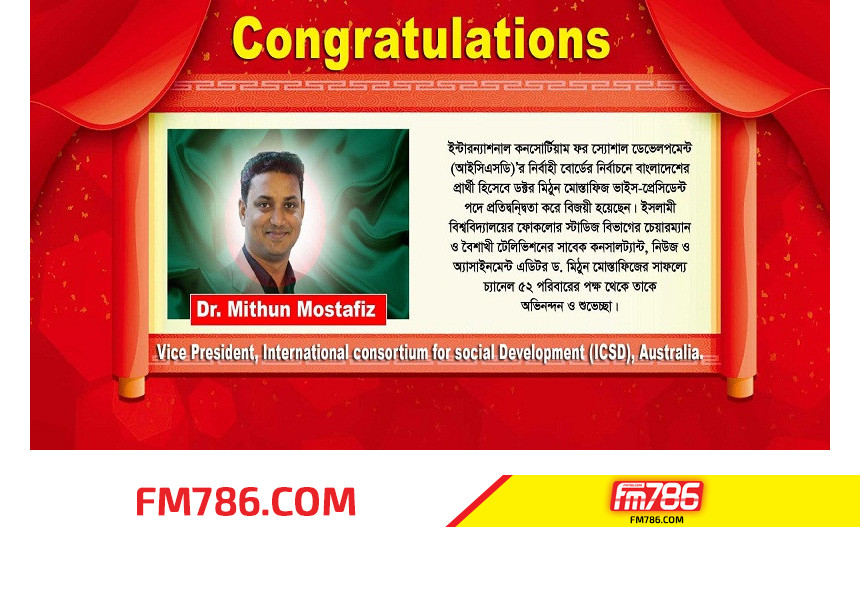 Congratulations
ইন্টারন্যাশনাল কনসোর্টিয়াম ফর স্যোশাল ডেভেলপমেন্ট
(আইসিএসডি)'র নির্বাহী বোর্ডের নির্বাচনে বাংলাদেশের
প্রার্থী হিসেবে ডক্টর মিঠুন মোস্তাফিজ ভাইস-প্রেসিডেন্ট
পদে প্রতিদ্বন্দ্বিতা করে বিজয়ী হয়েছেন। ইসলামী
বিশ্ববিদ্যালয়ের ফোকলোর স্টাডিজ বিভাগের চেয়ারম্যান
ও বৈশাখী টেলিভিশনের সাবেক কনসালট্যান্ট, নিউজ ও
অ্যাসাইনমেন্ট এডিটর ড. মিঠুন মোস্তাফিজের সাফল্যে
চ্যানেল ৫২ পরিবারের পক্ষ থেকে তাকে
অভিনন্দন ও শুভেচ্ছা।
Dr. Mithun Mostafiz
Vice President, International consortium for social Development (ICSD), Australia.
FM786.COM
fm786
FM786.COM